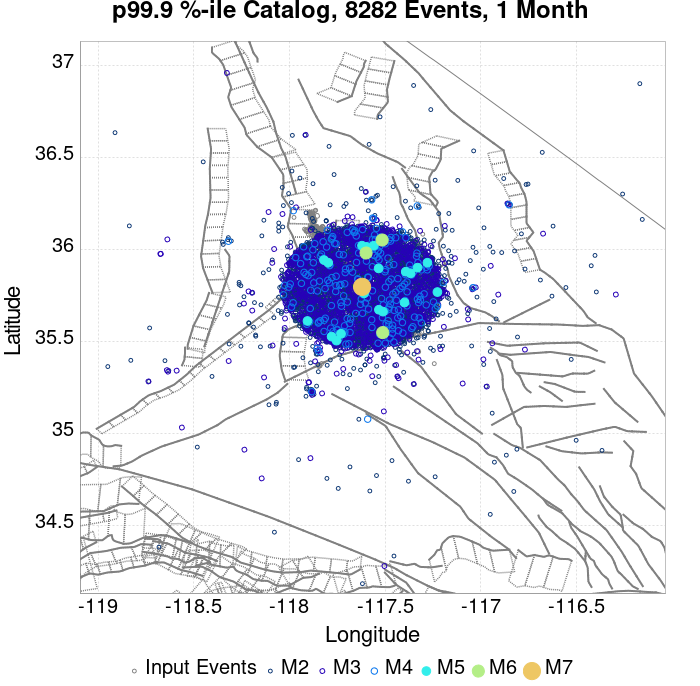 p99.9 %-ile Catalog, 8282 Events, 1 Month
37
36.5
36
35.5
35
34.5
Latitude
-119 -118.5 -118 -117.5 -117 -116.5
Longitude
Input Events M2 M3 M4 M5 M6 M7